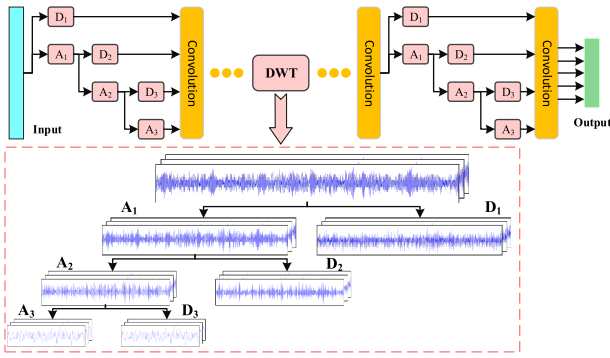 D1
A1 D2
A2 D3
A3
Input
Convolution
DWT
Convolution
D1
A1 D2
A2 D3
A3
Convolution
Output
A1 D1
A2 D2
A3 D3